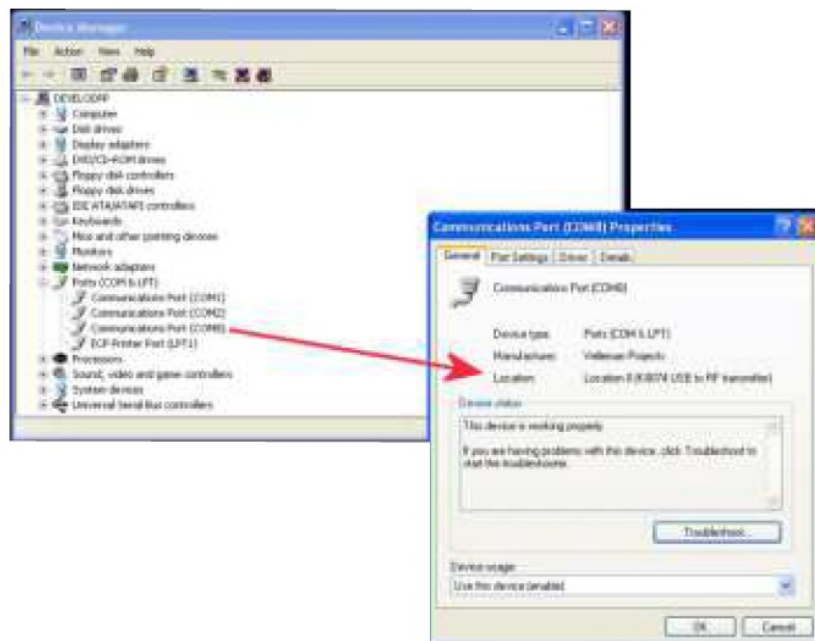 Device Manager
File Action View Help
DEVELOPPP
Computer
Disk drives
Display adapters
DVD/CD-ROM drives
Floppy disk controllers
Floppy disk drives
IDE ATA/ATAPI controllers
Keyboards
Mice and other pointing devices
Monitors
Network adapters
Ports (COM & LPT)
Communications Port (COM1)
Communications Port (COM2)
Communications Port (COM8)
ECP Printer Port (LPT1)
Processors
Sound, video and game controllers
System devices
Universal Serial Bus controllers
Communications Port (COM8) Properties
General Port Settings Driver Details
Communications Port (COM8)
Device type: Ports (COM & LPT)
Manufacturer: Velleman Projects
Location: Location 0 (K8074 USB to RF transmitter)
Device status
This device is working properly.
If you are having problems with this device, click Troubleshoot to
start the troubleshooter.
Troubleshoot...
Device usage:
Use this device (enable)
OK Cancel